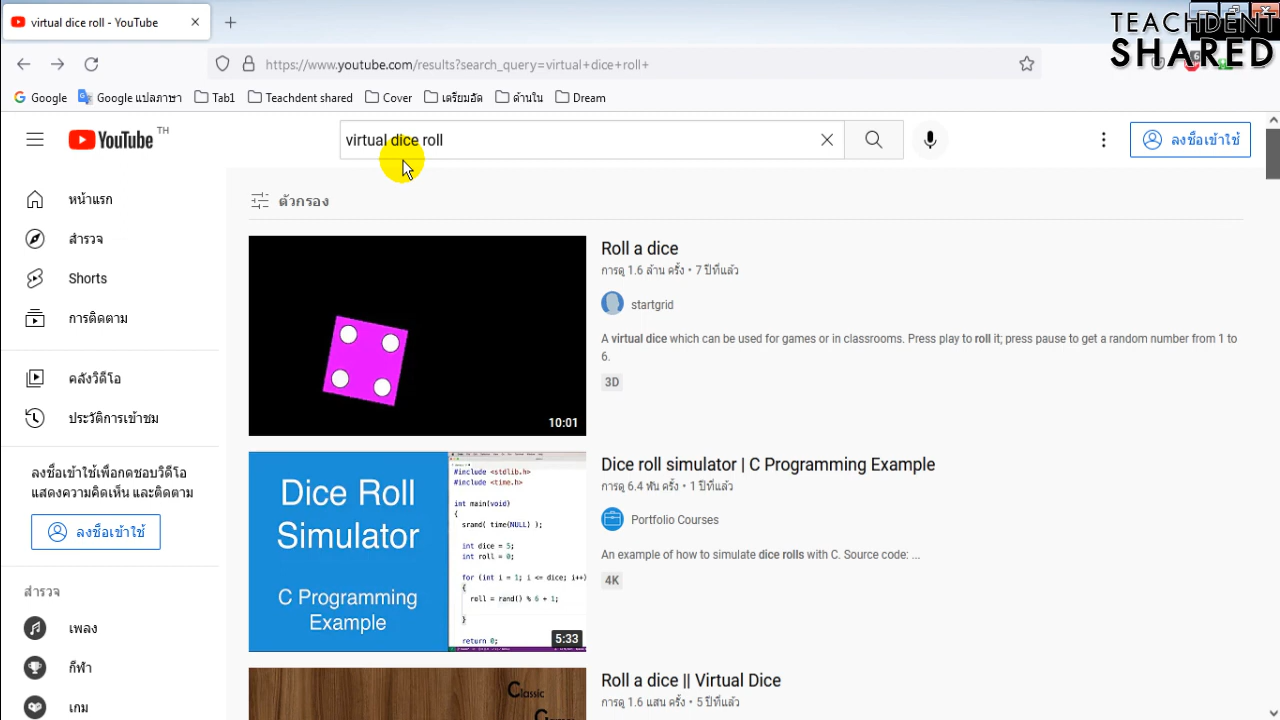 virtual dice roll - YouTube
TEACHDENT
SHARED
https://www.youtube.com/results?search_query=virtual+dice+roll+
6
Google
Google แปลภาษา
Tab1
Teachdent shared
Cover
เตรียมอัด
ด้านใน
Dream
YouTube TH
virtual dice roll
ลงชื่อเข้าใช้
หน้าแรก
สำรวจ
Shorts
การติดตาม
คลังวิดีโอ
ประวัติการเข้าชม
ลงชื่อเข้าใช้เพื่อกดชอบวิดีโอ
แสดงความคิดเห็น และติดตาม
ลงชื่อเข้าใช้
สำรวจ
เพลง
กีฬา
เกม
ตัวกรอง
10:01
Roll a dice
การดู 1.6 ล้าน ครั้ง • 7 ปีที่แล้ว
startgrid
A virtual dice which can be used for games or in classrooms. Press play to roll it; press pause to get a random number from 1 to
6.
3D
Dice Roll
Simulator
C Programming
Example
#include <stdlib.h>
#include <time.h>
int main(void)
{
srand( time(NULL) );
int dice = 5;
int roll = 0;
for (int i = 1; i <= dice; i++)
{
roll = rand() % 6 + 1;
}
return 0;
5:33
Dice roll simulator | C Programming Example
การดู 6.4 พัน ครั้ง • 1 ปีที่แล้ว
Portfolio Courses
An example of how to simulate dice rolls with C. Source code: ...
4K
Classic
Roll a dice || Virtual Dice
การดู 1.6 แสน ครั้ง • 5 ปีที่แล้ว